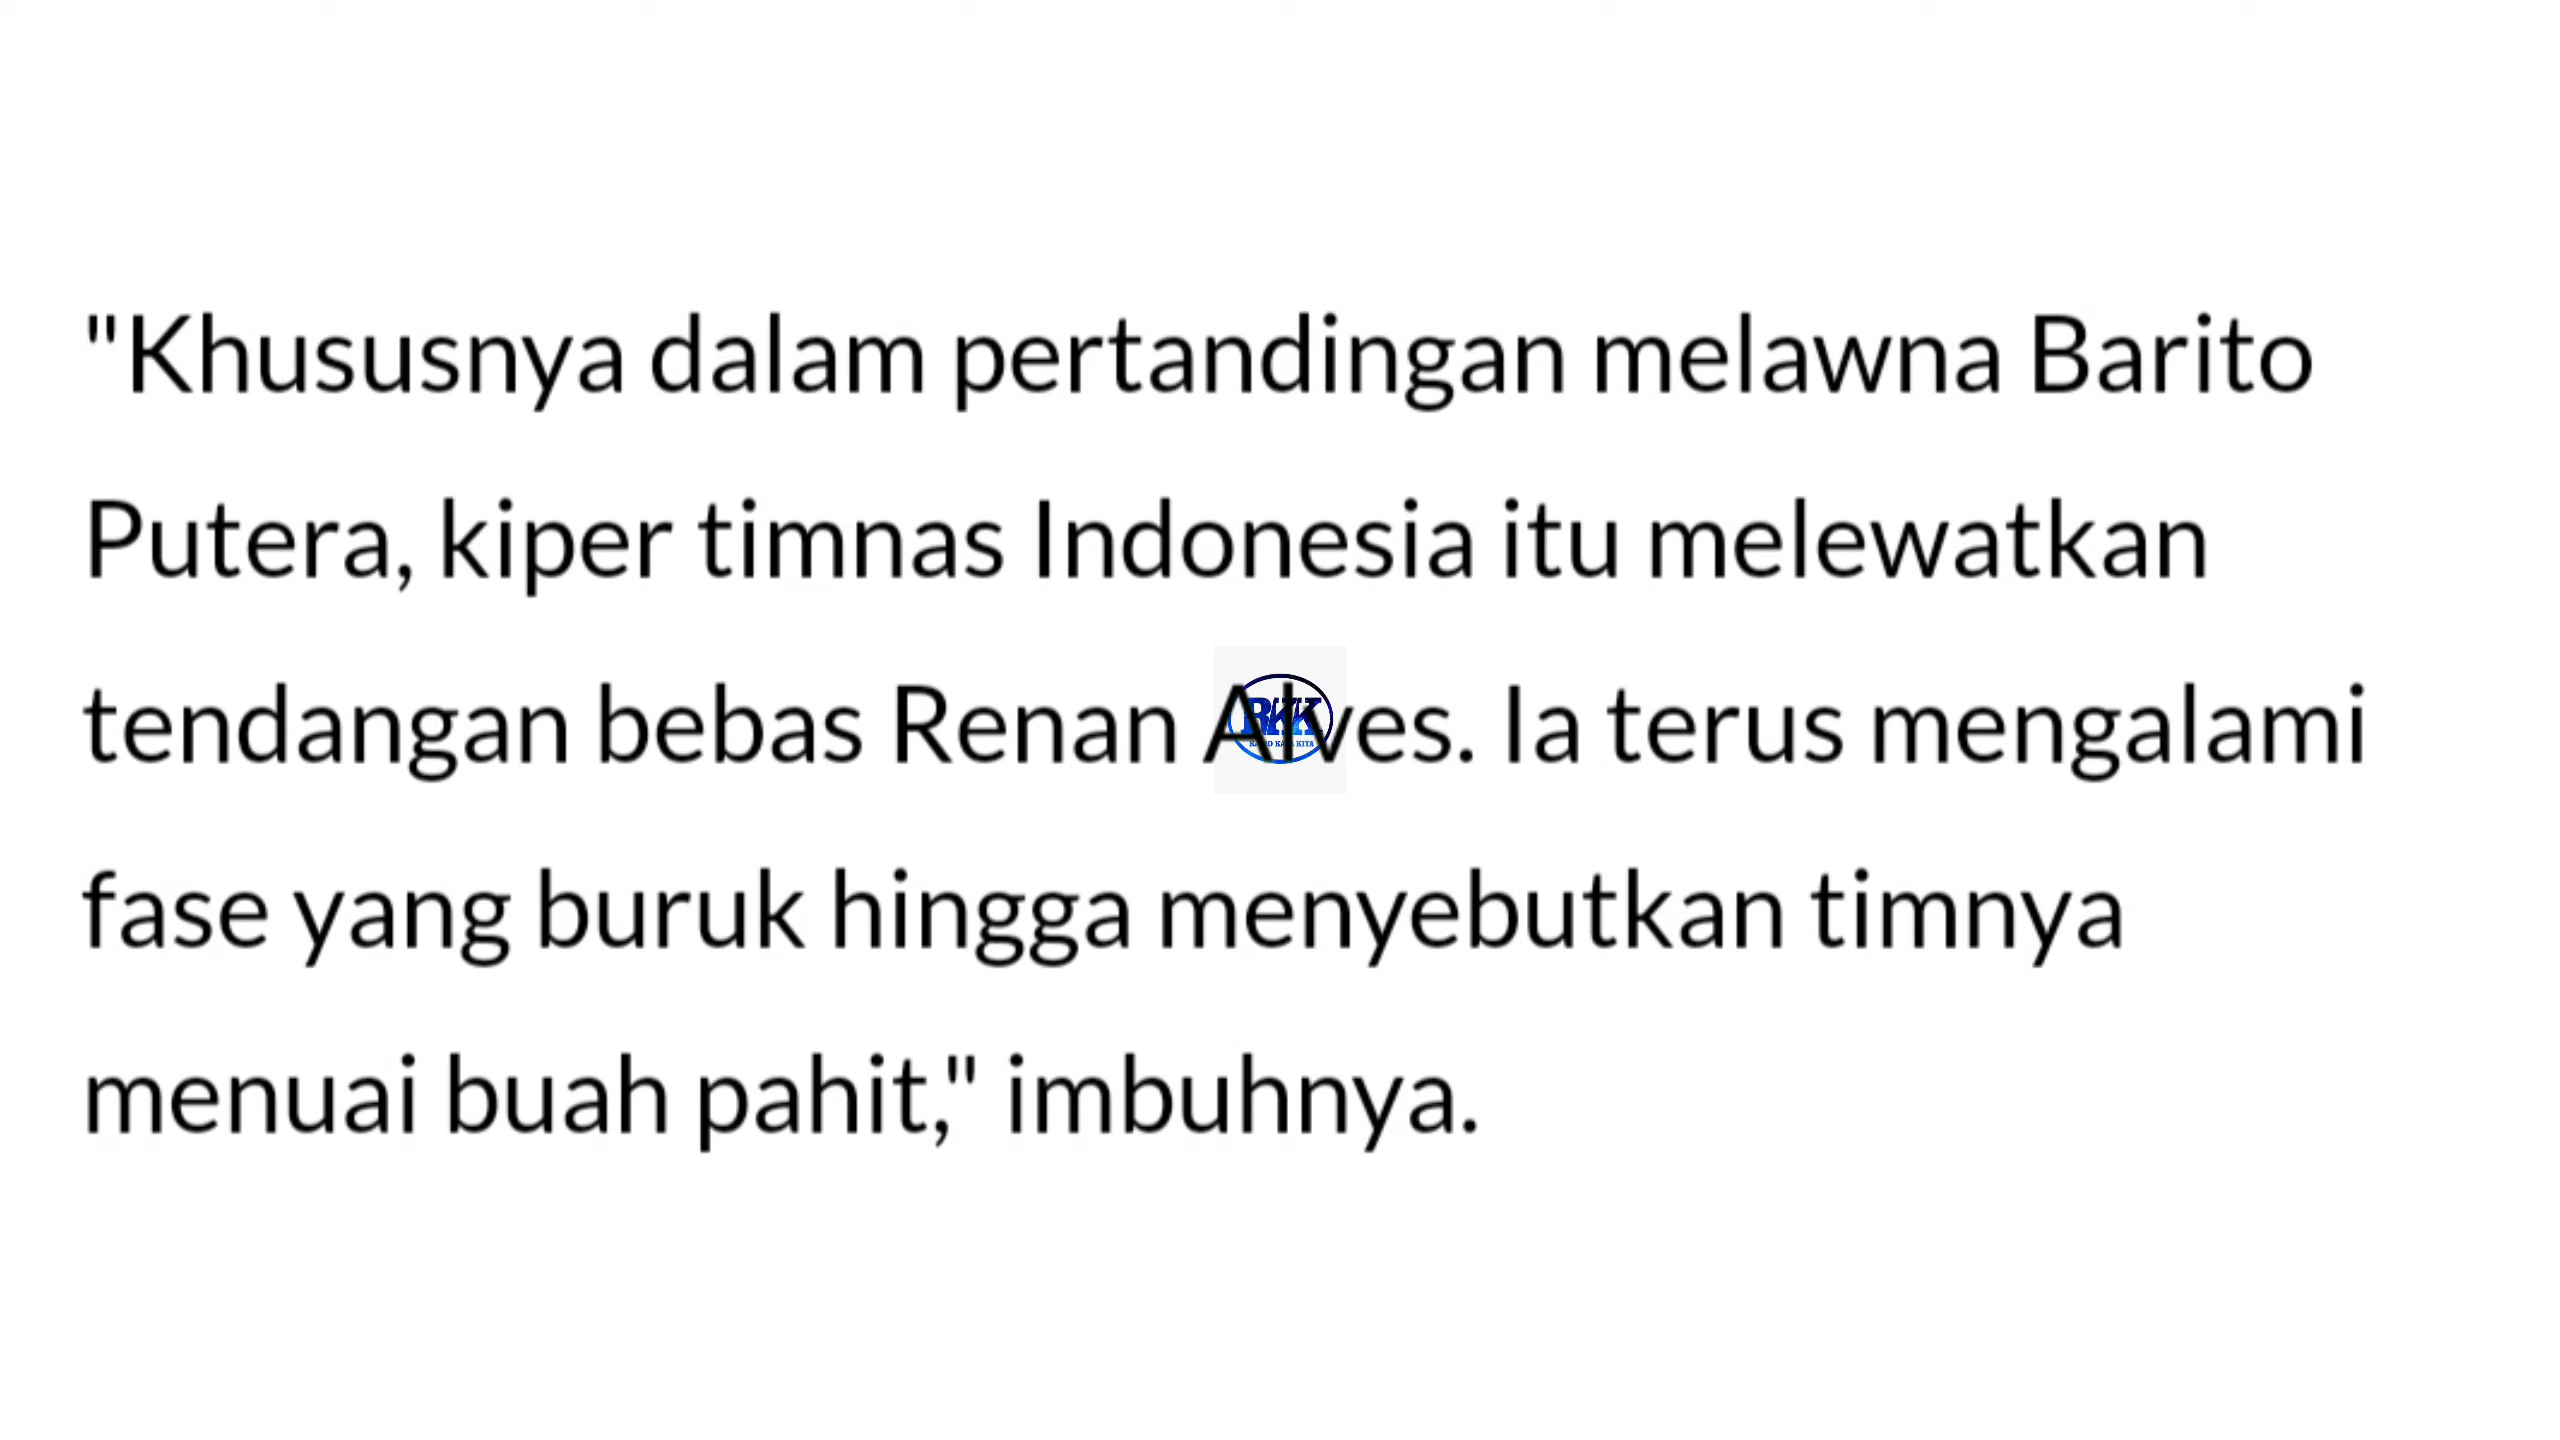 "Khususnya dalam pertandingan melawna Barito
Putera, kiper timnas Indonesia itu melewatkan
tendangan bebas Renan Alves. Ia terus mengalami
fase yang buruk hingga menyebutkan timnya
menuai buah pahit," imbuhnya.